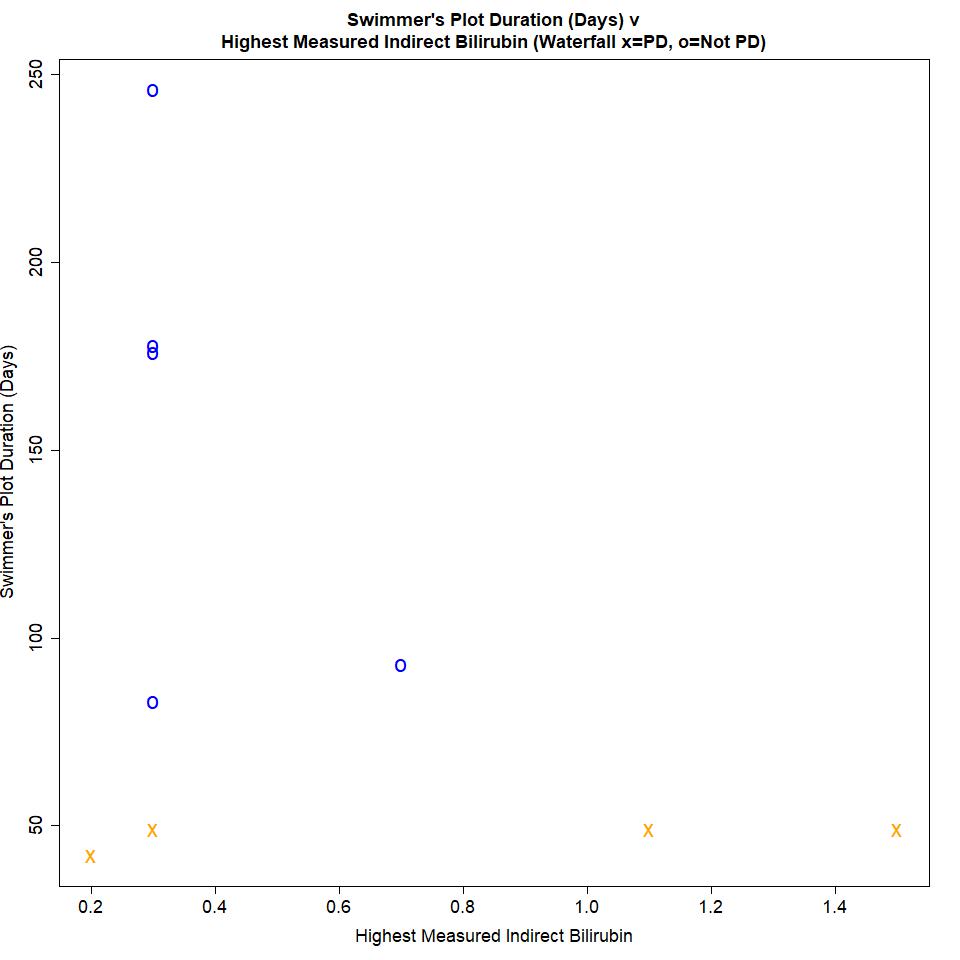 Swimmer's Plot Duration (Days) v
Highest Measured Indirect Bilirubin (Waterfall x=PD, o=Not PD)
Swimmer's Plot Duration (Days)
250
200
150
100
50
o
o
o
o
o
x
x
x
x
0.2 0.4 0.6 0.8 1.0 1.2 1.4
Highest Measured Indirect Bilirubin